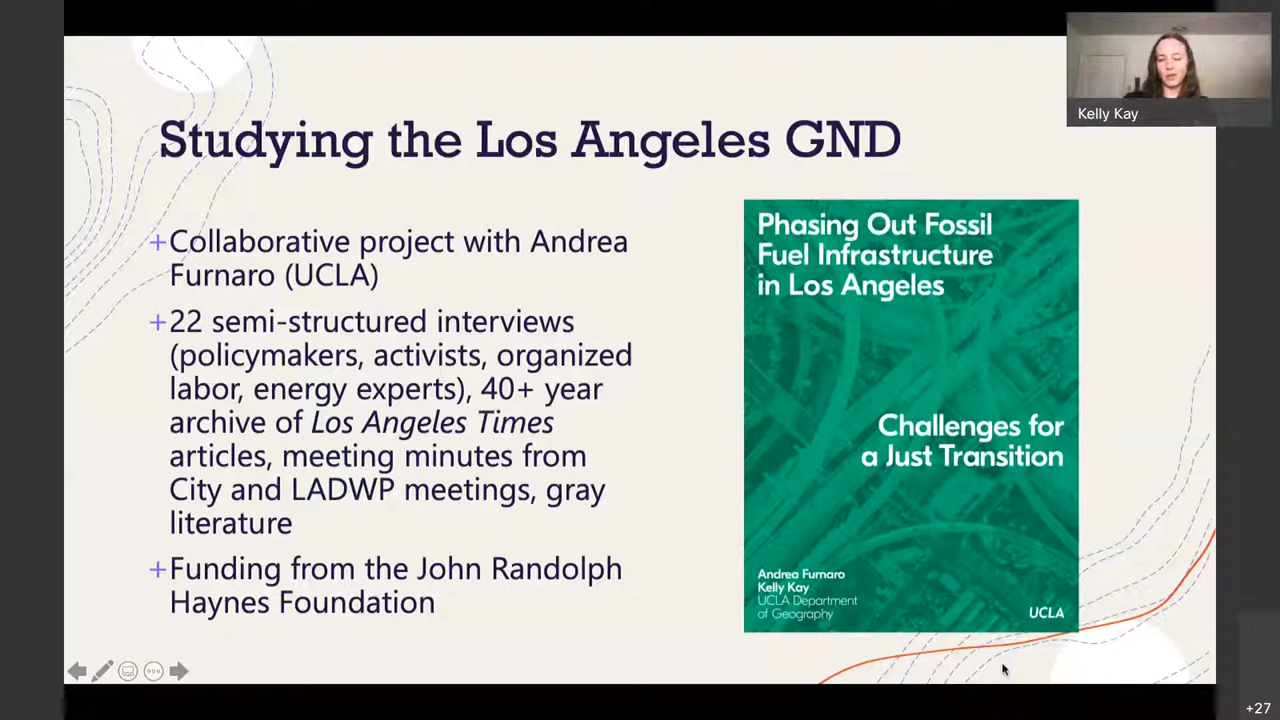 Studying the Los Angeles GND
+Collaborative project with Andrea
Furnaro (UCLA)
+22 semi-structured interviews
(policymakers, activists, organized
labor, energy experts), 40+ year
archive of Los Angeles Times
articles, meeting minutes from
City and LADWP meetings, gray
literature
+Funding from the John Randolph
Haynes Foundation
Phasing Out Fossil
Fuel Infrastructure
in Los Angeles
Challenges for
a Just Transition
Andrea Furnaro
Kelly Kay
UCLA Department
of Geography
UCLA
Kelly Kay
+27